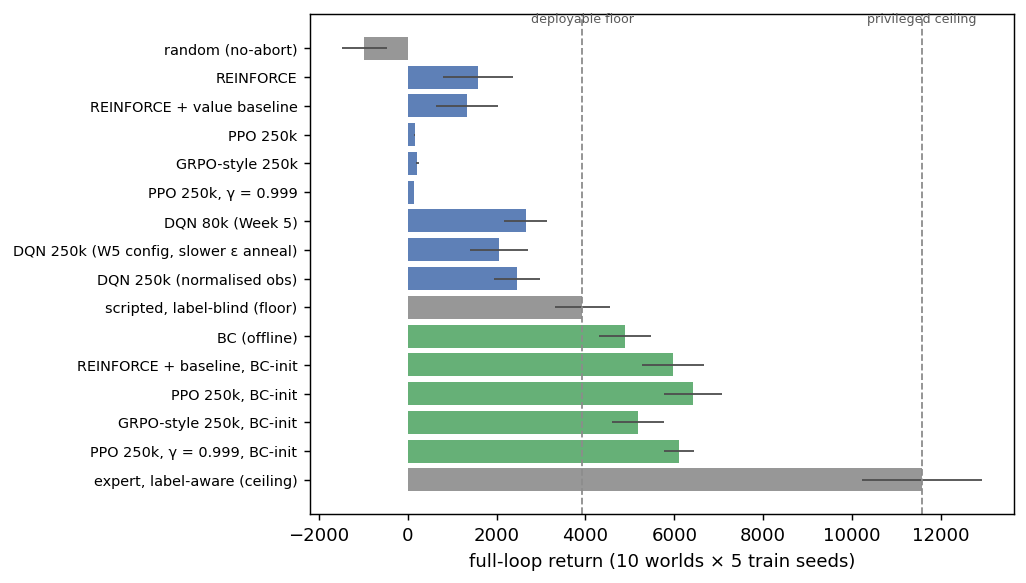 deployable floor
privileged ceiling
random (no-abort)
REINFORCE
REINFORCE + value baseline
PPO 250k
GRPO-style 250k
PPO 250k, γ = 0.999
DQN 80k (Week 5)
DQN 250k (W5 config, slower ε anneal)
DQN 250k (normalised obs)
scripted, label-blind (floor)
BC (offline)
REINFORCE + baseline, BC-init
PPO 250k, BC-init
GRPO-style 250k, BC-init
PPO 250k, γ = 0.999, BC-init
expert, label-aware (ceiling)
−2000 0 2000 4000 6000 8000 10000 12000
full-loop return (10 worlds × 5 train seeds)